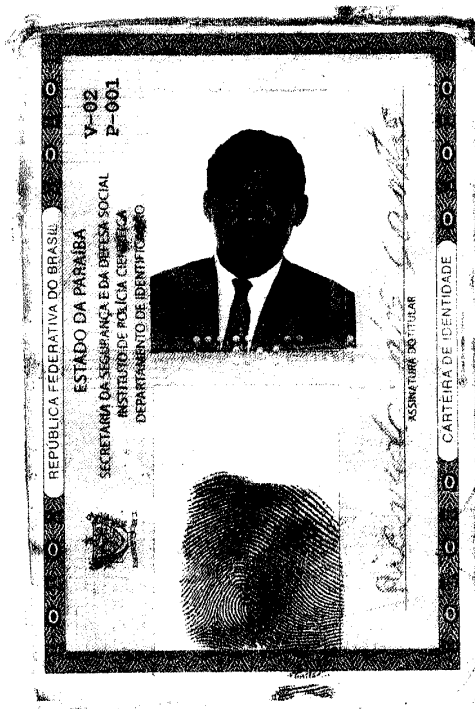 REPÚBLICA FEDERATIVA DO BRASIL
ESTADO DA PARAÍBA
SECRETARIA DA SEGURANÇA E DA DEFESA SOCIAL
INSTITUTO DE POLÍCIA CIENTÍFICA
DEPARTAMENTO DE IDENTIFICAÇÃO
V-02
P-001
ASSINATURA DO TITULAR
CARTEIRA DE IDENTIDADE